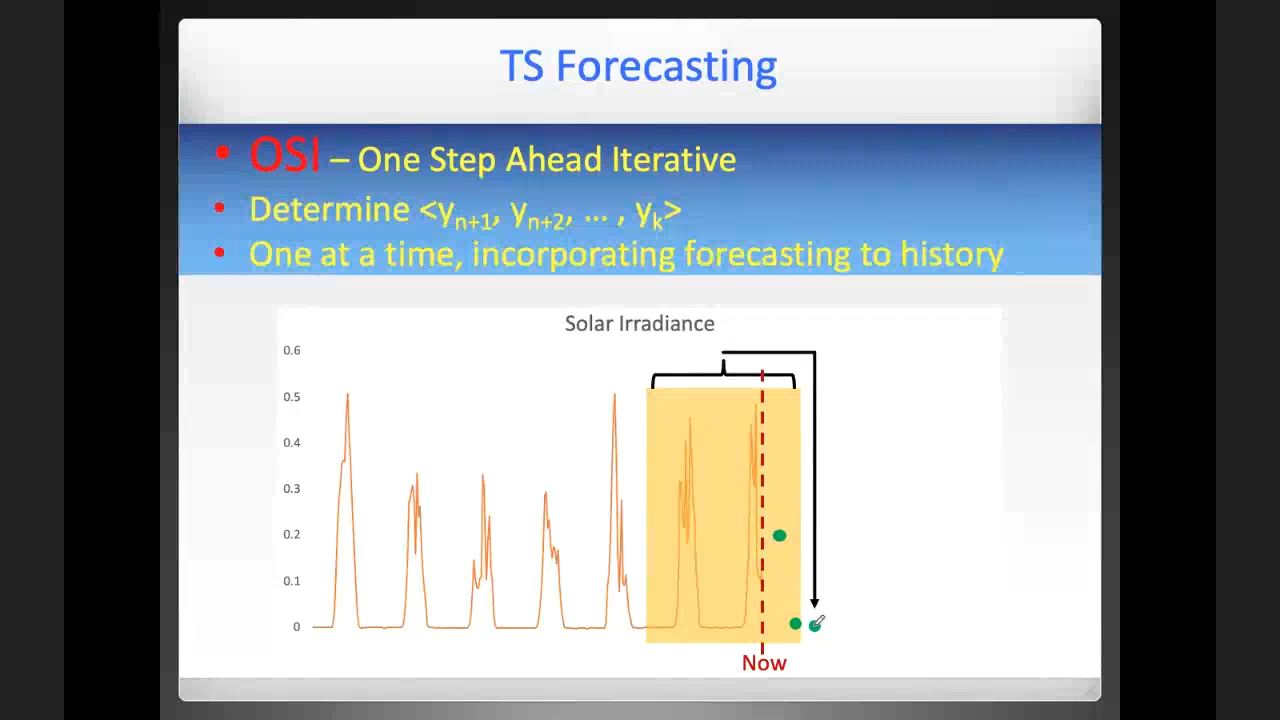 TS Forecasting
• OSI – One Step Ahead Iterative
• Determine <yn+1, yn+2, ... , yk>
• One at a time, incorporating forecasting to history
Solar Irradiance
0.6
0.5
0.4
0.3
0.2
0.1
0
Now